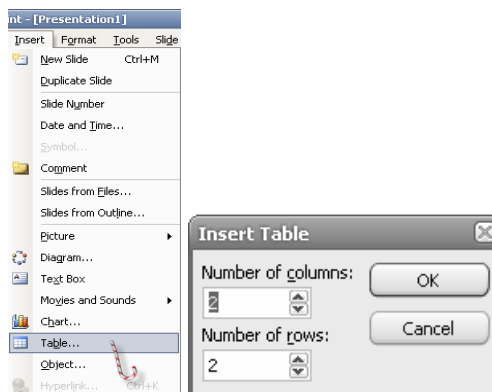 int - [Presentation1]
Insert Format Tools Slide
New Slide Ctrl+M
Duplicate Slide
Slide Number
Date and Time...
Symbol...
Comment
Slides from Files...
Slides from Outline...
Picture
Diagram...
Text Box
Movies and Sounds
Chart...
Table...
Object...
Hyperlink... Ctrl+K
Insert Table
Number of columns:
2
OK
Number of rows:
2
Cancel